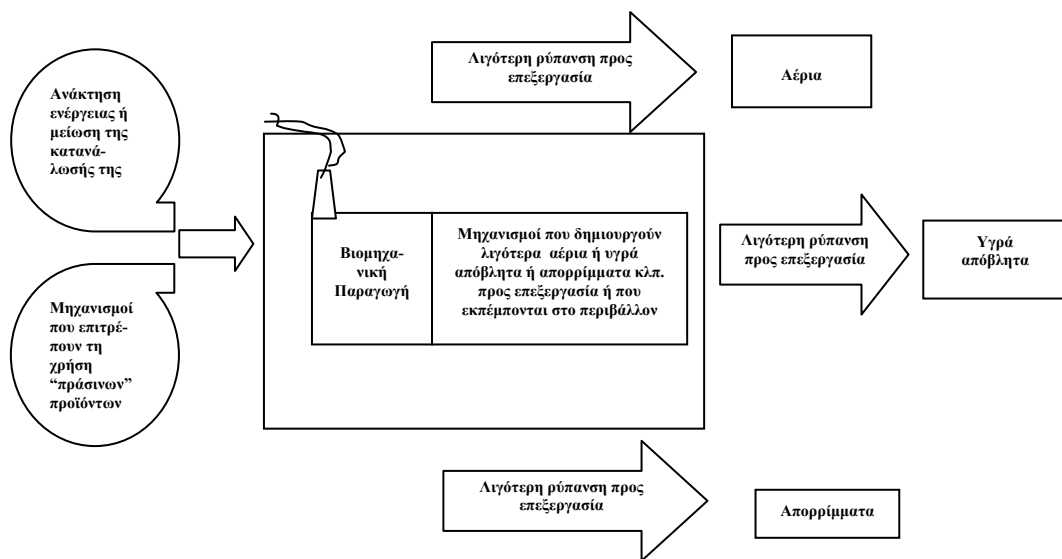 Ανάκτηση
ενέργειας ή
μείωση της
κατανά-
λωσής της
Μηχανισμοί
που επιτρέ-
πουν τη
χρήση
“πράσινων”
προϊόντων
Βιομηχα-
νική
Παραγωγή
Μηχανισμοί που δημιουργούν
λιγότερα αέρια ή υγρά
απόβλητα ή απορρίμματα κλπ.
προς επεξεργασία ή που
εκπέμπονται στο περιβάλλον
Λιγότερη ρύπανση προς
επεξεργασία
Αέρια
Λιγότερη ρύπανση
προς επεξεργασία
Υγρά
απόβλητα
Λιγότερη ρύπανση προς
επεξεργασία
Απορρίμματα